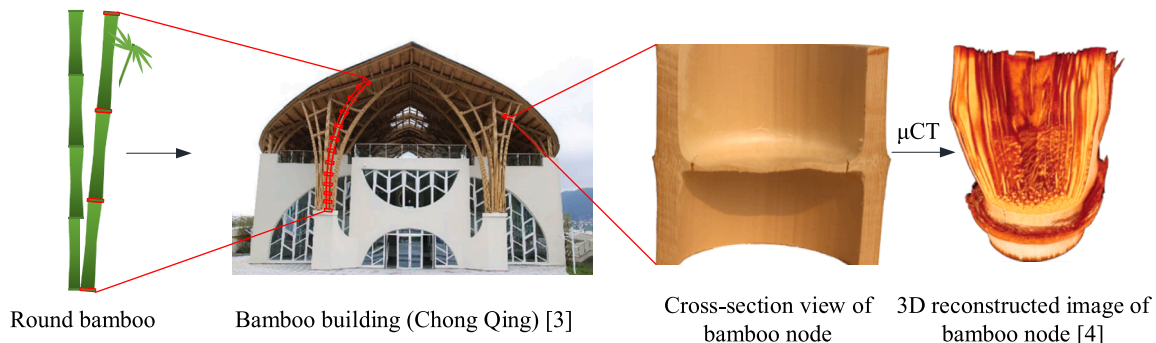 μCT
Round bamboo
Bamboo building (Chong Qing) [3]
Cross-section view of
bamboo node
3D reconstructed image of
bamboo node [4]